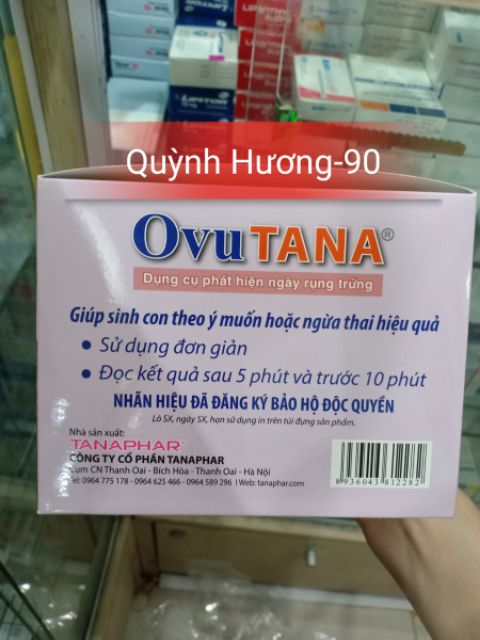 LIPITOR
Quỳnh Hương-90
OvuTANA®
Dụng cụ phát hiện ngày rụng trứng
Giúp sinh con theo ý muốn hoặc ngừa thai hiệu quả
• Sử dụng đơn giản
• Đọc kết quả sau 5 phút và trước 10 phút
NHÃN HIỆU ĐÃ ĐĂNG KÝ BẢO HỘ ĐỘC QUYỀN
Lô SX, ngày SX, hạn sử dụng in trên túi đựng sản phẩm.
Nhà sản xuất:
TANAPHAR®
CÔNG TY CỔ PHẦN TANAPHAR
Cụm CN Thanh Oai - Bích Hòa - Thanh Oai - Hà Nội
Tel: 0964 775 178 - 0964 625 466 - 0964 589 296 I Web: tanaphar.com
8 936043 812282